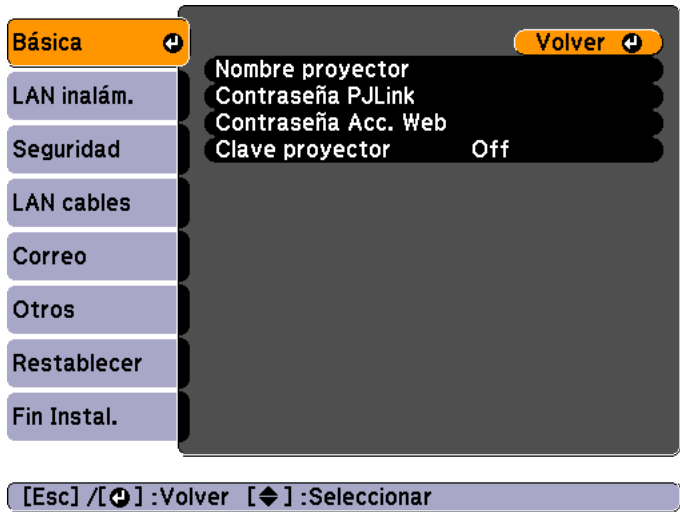 Básica
Volver
Nombre proyector
Contraseña PJLink
Contraseña Acc. Web
Clave proyector Off
LAN inalám.
Seguridad
LAN cables
Correo
Otros
Restablecer
Fin Instal.
[Esc] /[ ] :Volver [ ] :Seleccionar